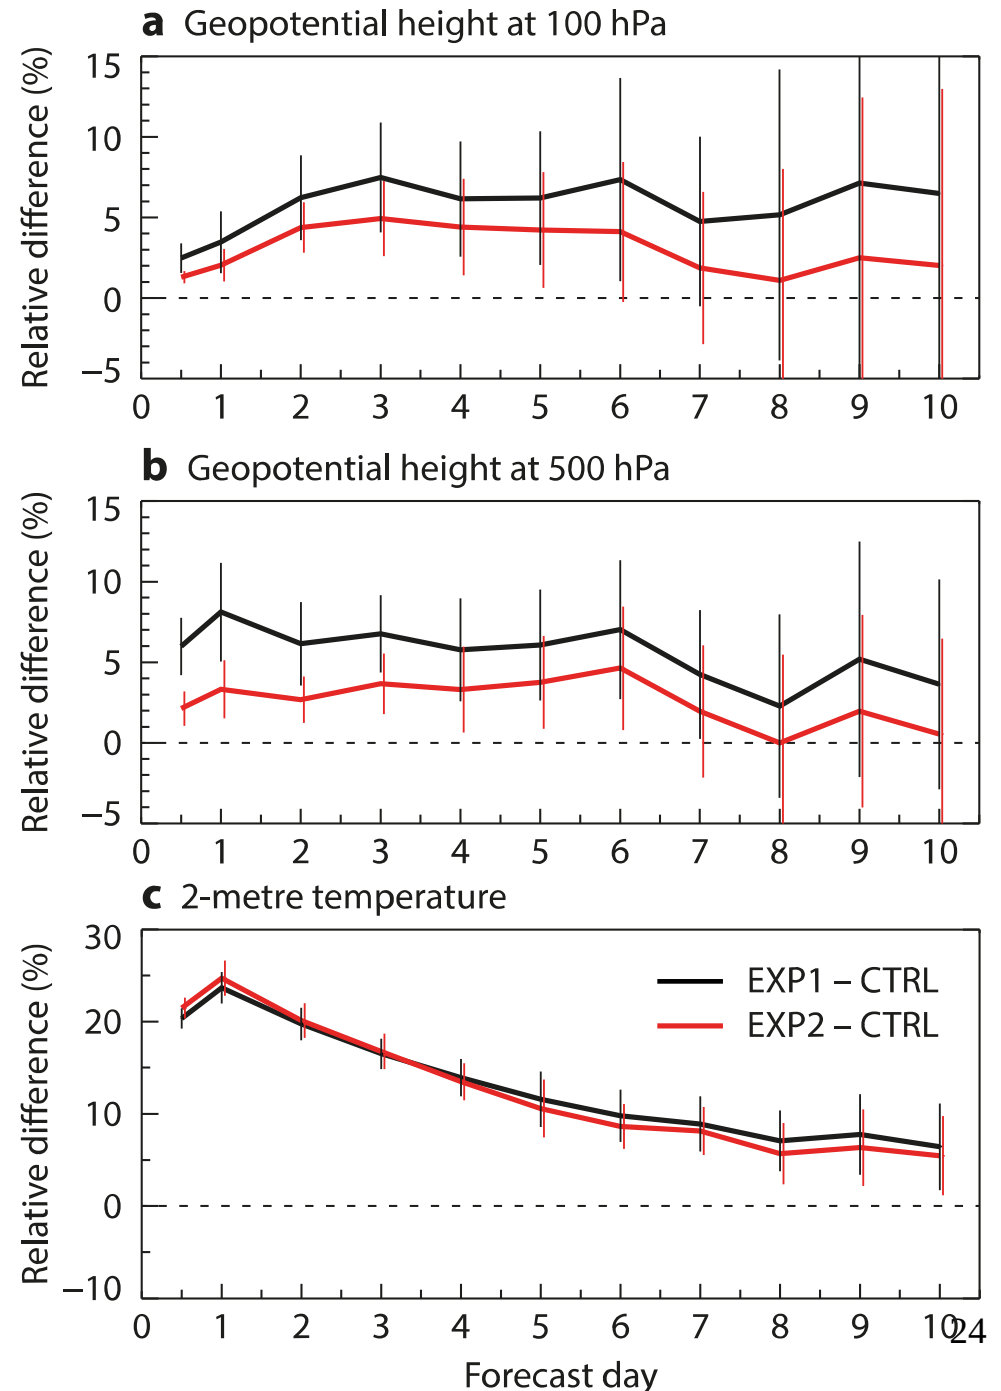 a Geopotential height at 100 hPa
Relative difference (%)
15
10
5
0
−5
0 1 2 3 4 5 6 7 8 9 10
b Geopotential height at 500 hPa
Relative difference (%)
15
10
5
0
−5
0 1 2 3 4 5 6 7 8 9 10
c 2-metre temperature
Relative difference (%)
30
20
10
0
−10
EXP1 – CTRL
EXP2 – CTRL
0 1 2 3 4 5 6 7 8 9 10
24
Forecast day